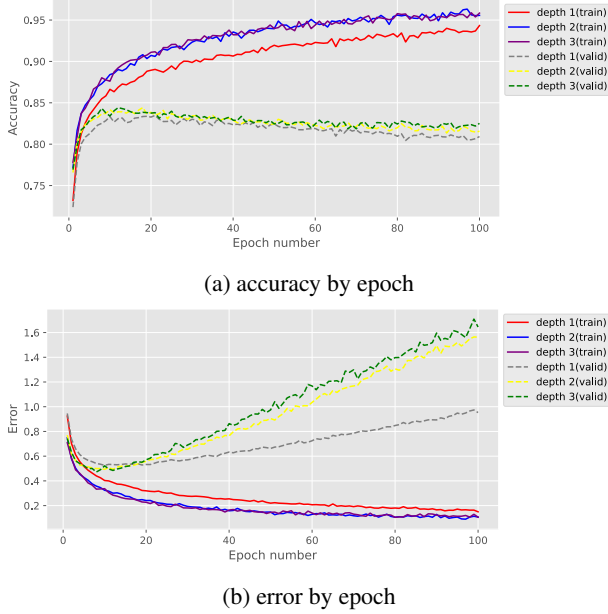 0.95
0.90
0.85
0.80
0.75
Accuracy
0
20
40
60
80
100
Epoch number
depth 1(train)
depth 2(train)
depth 3(train)
depth 1(valid)
depth 2(valid)
depth 3(valid)
(a) accuracy by epoch
1.6
1.4
1.2
1.0
0.8
0.6
0.4
0.2
Error
0
20
40
60
80
100
Epoch number
depth 1(train)
depth 2(train)
depth 3(train)
depth 1(valid)
depth 2(valid)
depth 3(valid)
(b) error by epoch